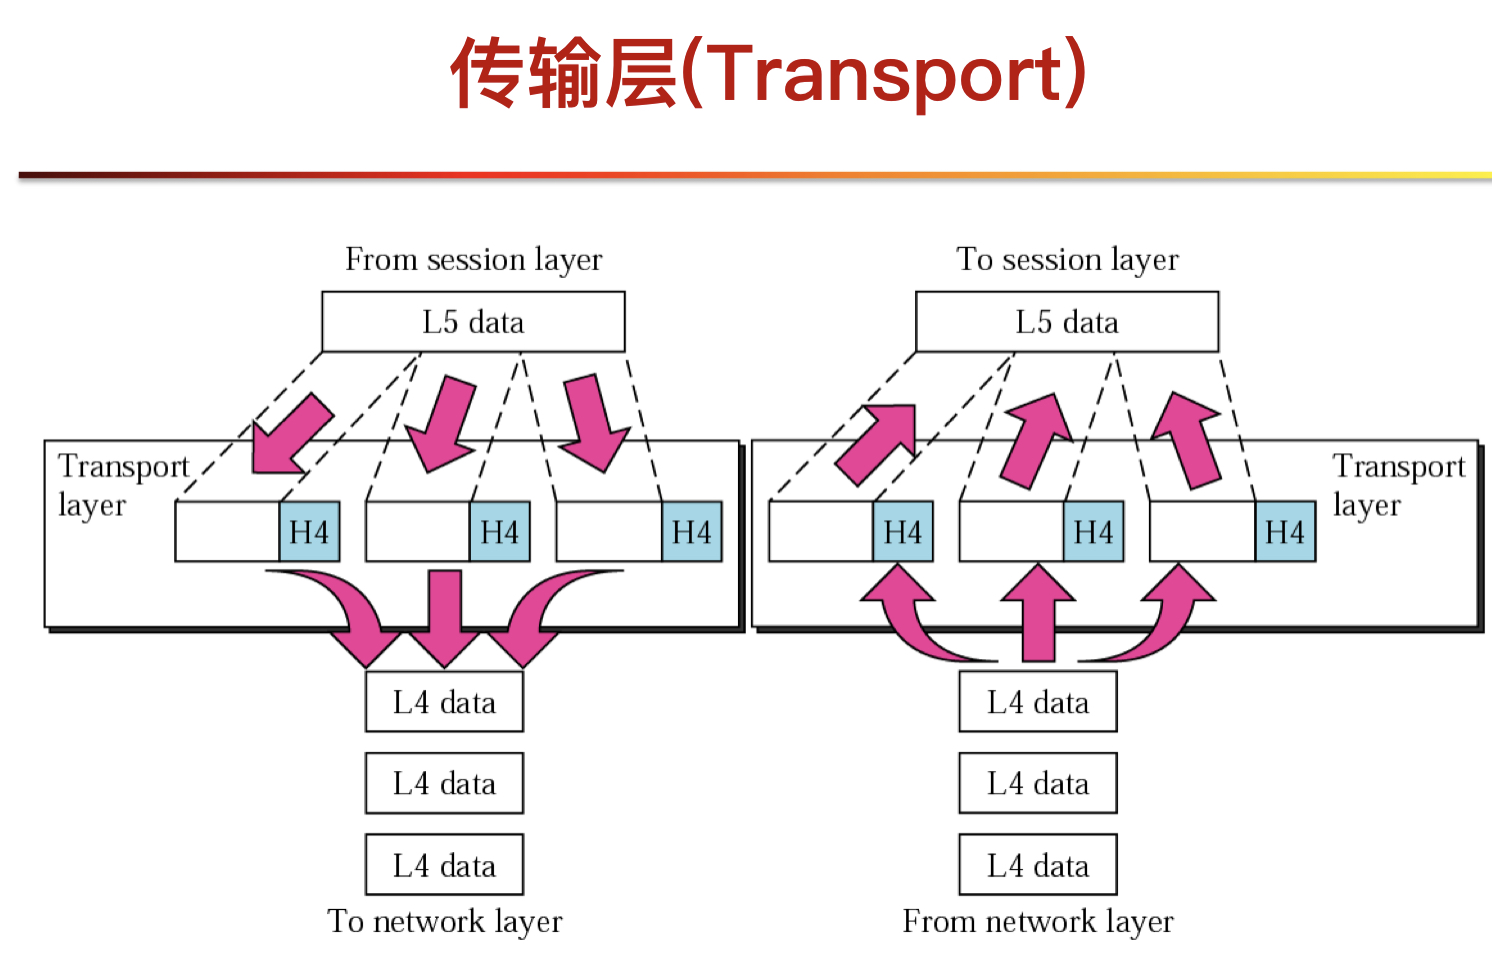 传输层(Transport)
From session layer
L5 data
Transport
layer
H4
H4
H4
L4 data
L4 data
L4 data
To network layer
To session layer
L5 data
Transport
layer
H4
H4
H4
L4 data
L4 data
L4 data
From network layer